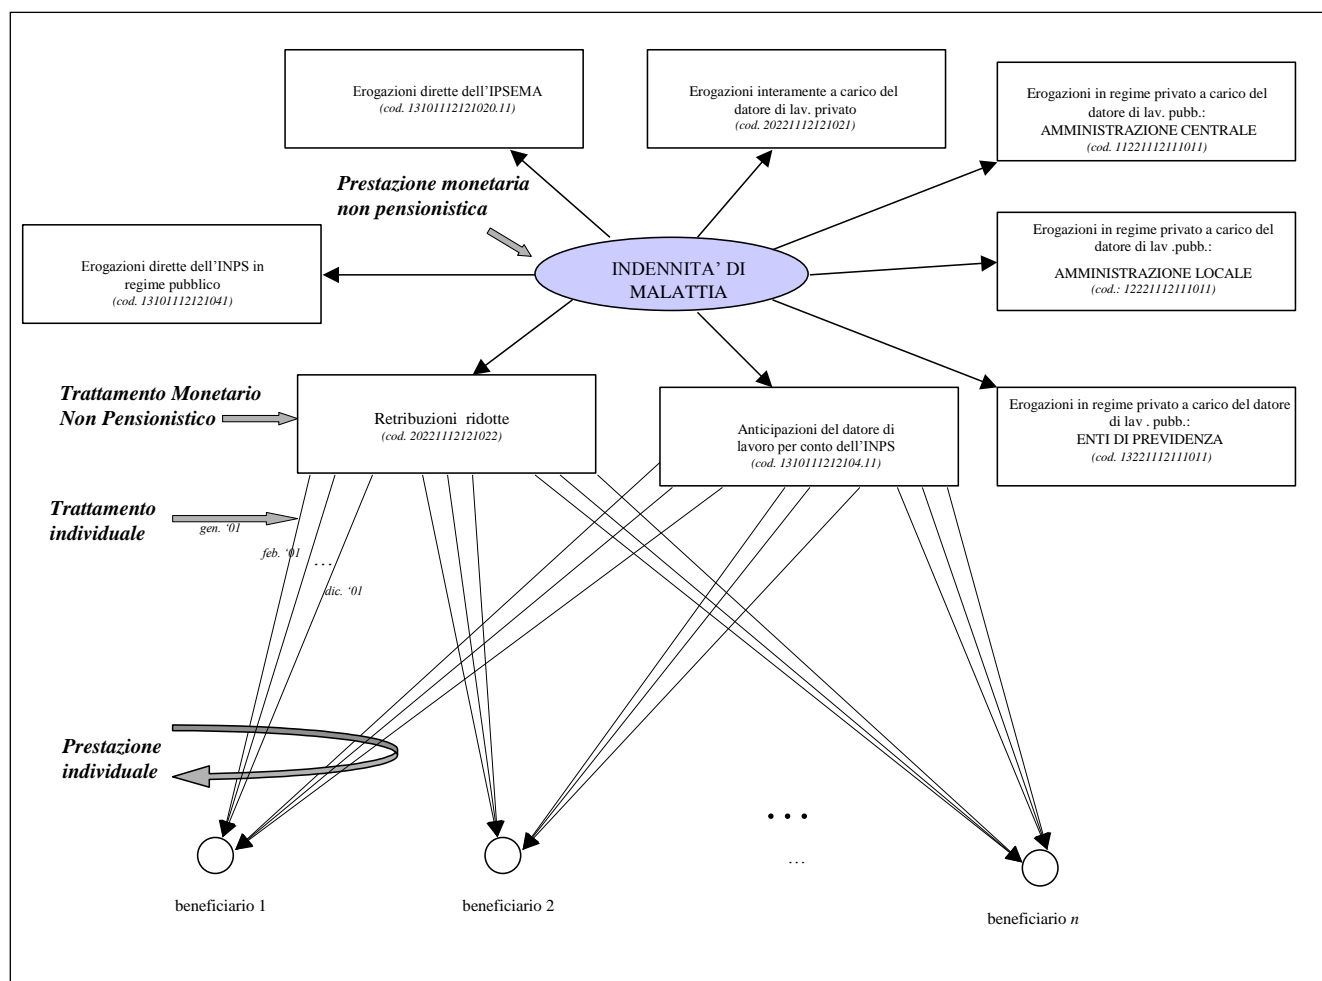 Erogazioni dirette dell'IPSEMA
(cod. 13101112121020.11)
Erogazioni interamente a carico del
datore di lav. privato
(cod. 20221112121021)
Erogazioni in regime privato a carico del
datore di lav. pubb.:
AMMINISTRAZIONE CENTRALE
(cod. 11221112111011)
Prestazione monetaria
non pensionistica
Erogazioni dirette dell'INPS in
regime pubblico
(cod. 13101112121041)
INDENNITA' DI
MALATTIA
Erogazioni in regime privato a carico del
datore di lav .pubb.:
AMMINISTRAZIONE LOCALE
(cod.: 12221112111011)
Trattamento Monetario
Non Pensionistico
Retribuzioni ridotte
(cod. 20221112121022)
Anticipazioni del datore di
lavoro per conto dell'INPS
(cod. 1310111212104.11)
Erogazioni in regime privato a carico del datore
di lav . pubb.:
ENTI DI PREVIDENZA
(cod. 13221112111011)
Trattamento
individuale
gen. '01
feb. '01
...
dic. '01
Prestazione
individuale
...
...
beneficiario 1
beneficiario 2
beneficiario n